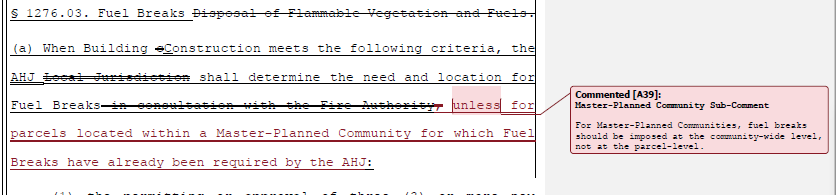 § 1276.03. Fuel Breaks Disposal of Flammable Vegetation and Fuels.
(a) When Building cConstruction meets the following criteria, the
AHJ Local Jurisdiction shall determine the need and location for
Fuel Breaks in consultation with the Fire Authority, unless for
parcels located within a Master-Planned Community for which Fuel
Breaks have already been required by the AHJ:
(1) the permitting or approval of three (3) or more new
Commented [A39]:
Master-Planned Community Sub-Comment
For Master-Planned Communities, fuel breaks
should be imposed at the community-wide level,
not at the parcel-level.